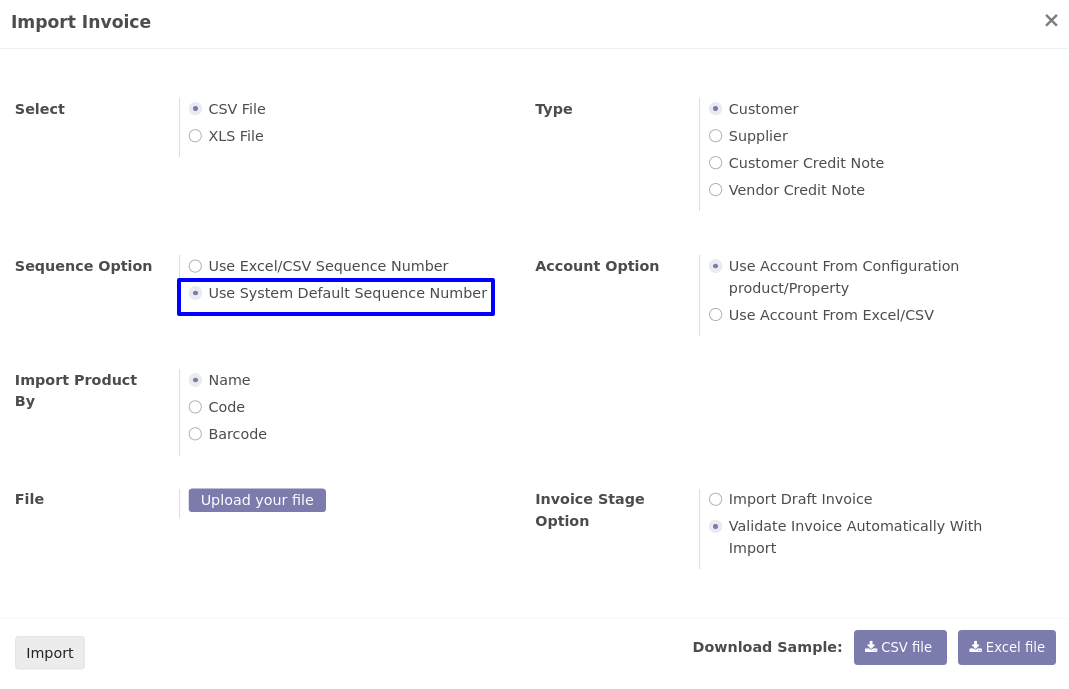 Import Invoice
×
Select
CSV File
XLS File
Type
Customer
Supplier
Customer Credit Note
Vendor Credit Note
Sequence Option
Use Excel/CSV Sequence Number
Use System Default Sequence Number
Account Option
Use Account From Configuration
product/Property
Use Account From Excel/CSV
Import Product
By
Name
Code
Barcode
File
Upload your file
Invoice Stage
Option
Import Draft Invoice
Validate Invoice Automatically With
Import
Import
Download Sample:
CSV file
Excel file